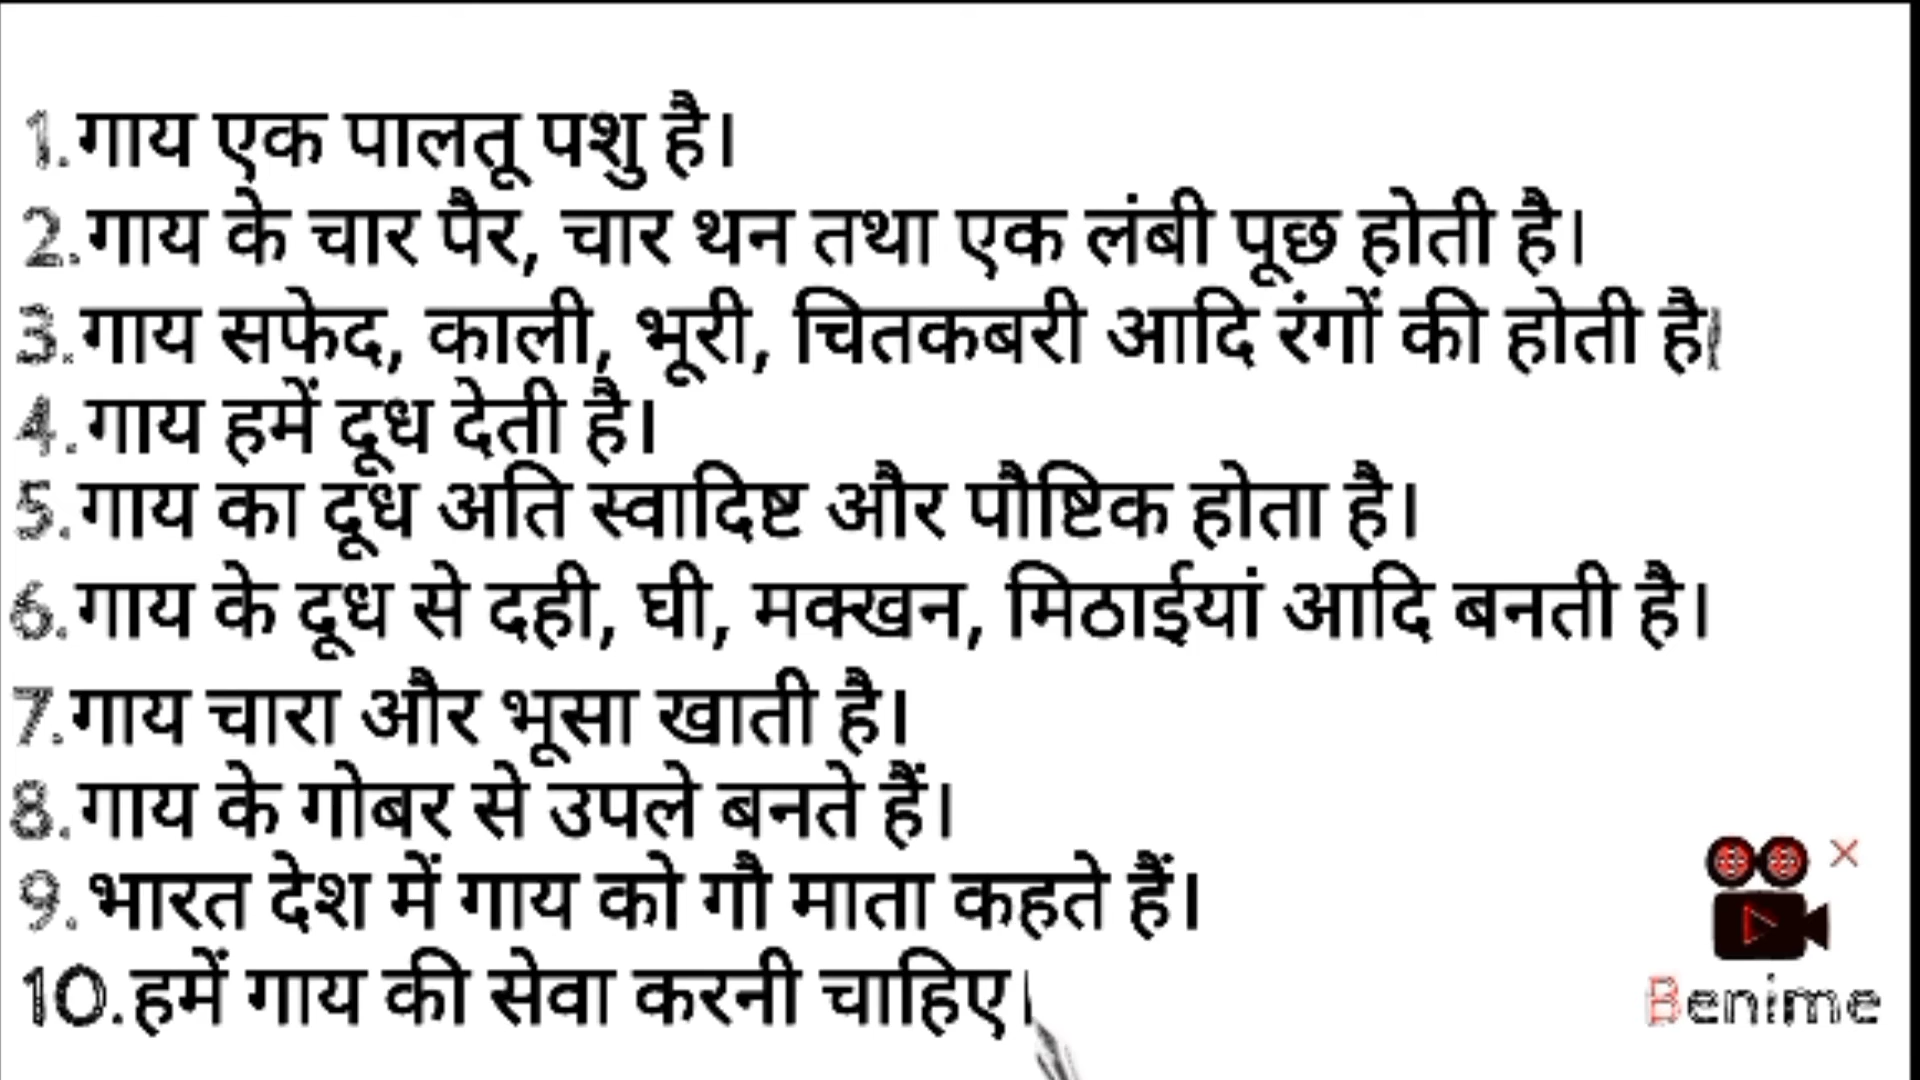 1.गाय एक पालतू पशु है।
2.गाय के चार पैर, चार थन तथा एक लंबी पूछ होती है।
3.गाय सफेद, काली, भूरी, चितकबरी आदि रंगों की होती है।
4.गाय हमें दूध देती है।
5.गाय का दूध अति स्वादिष्ट और पौष्टिक होता है।
6.गाय के दूध से दही, घी, मक्खन, मिठाईयां आदि बनती है।
7.गाय चारा और भूसा खाती है।
8.गाय के गोबर से उपले बनते हैं।
9.भारत देश में गाय को गौ माता कहते हैं।
10.हमें गाय की सेवा करनी चाहिए।
Benime